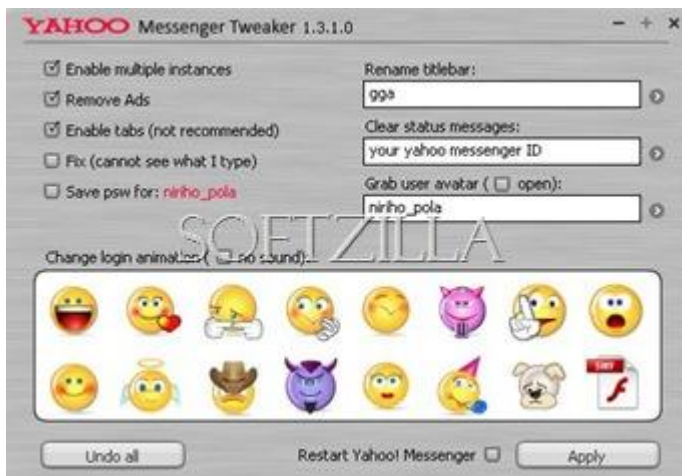 YAHOO Messenger Tweaker 1.3.1.0
Enable multiple instances
Remove Ads
Enable tabs (not recommended)
Fix (cannot see what I type)
Save psw for: niriho_pola
Rename titlebar:
gga
Clear status messages:
your yahoo messenger ID
Grab user avatar ( open):
niriho_pola
SOFTZILLA
Change login animation ( no sound):
SWF
Undo all
Restart Yahoo! Messenger
Apply